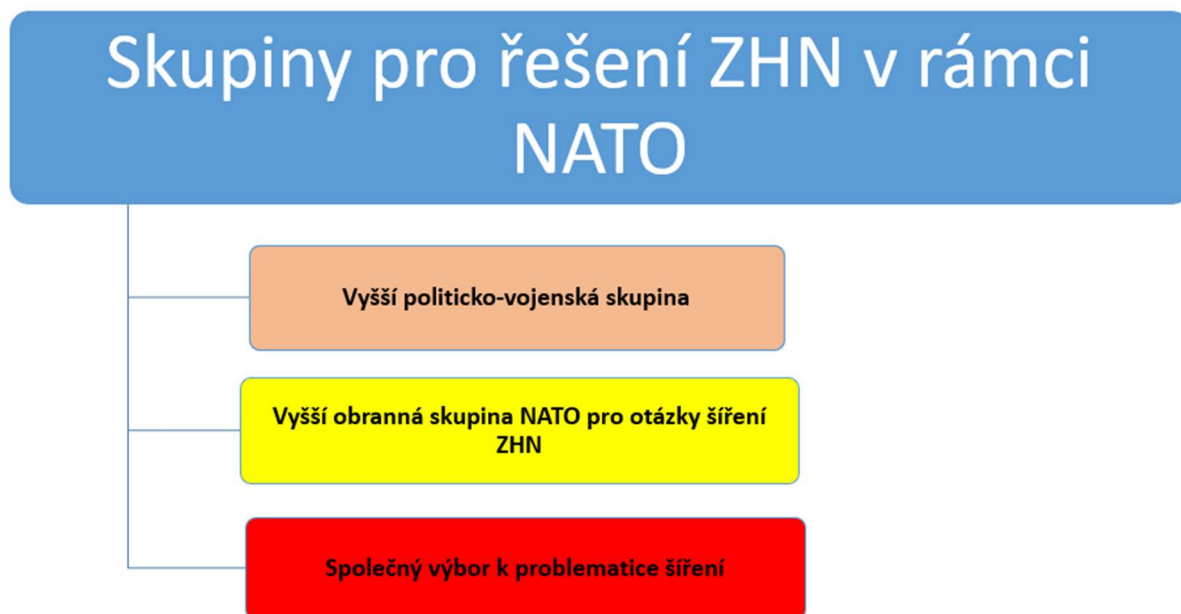 Skupiny pro řešení ZHN v rámci
NATO
Vyšší politicko-vojenská skupina
Vyšší obranná skupina NATO pro otázky šíření
ZHN
Společný výbor k problematice šíření